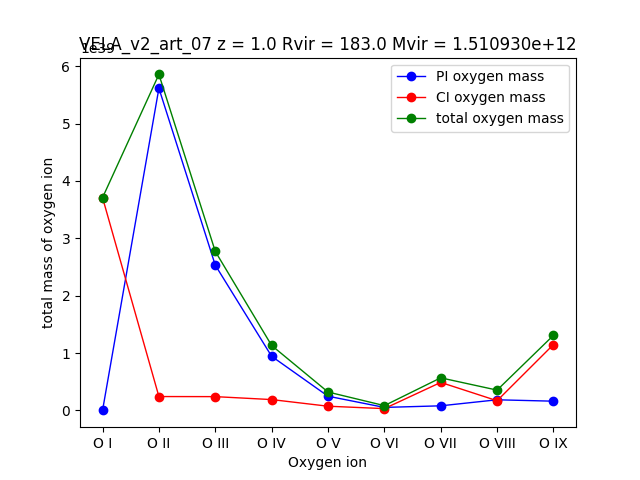 VELA_v2_art_07 z = 1.0 Rvir = 183.0 Mvir = 1.510930e+12
1e39
PI oxygen mass
CI oxygen mass
total oxygen mass
6
5
4
3
2
1
0
total mass of oxygen ion
O I O II O III O IV O V O VI O VII O VIII O IX
Oxygen ion